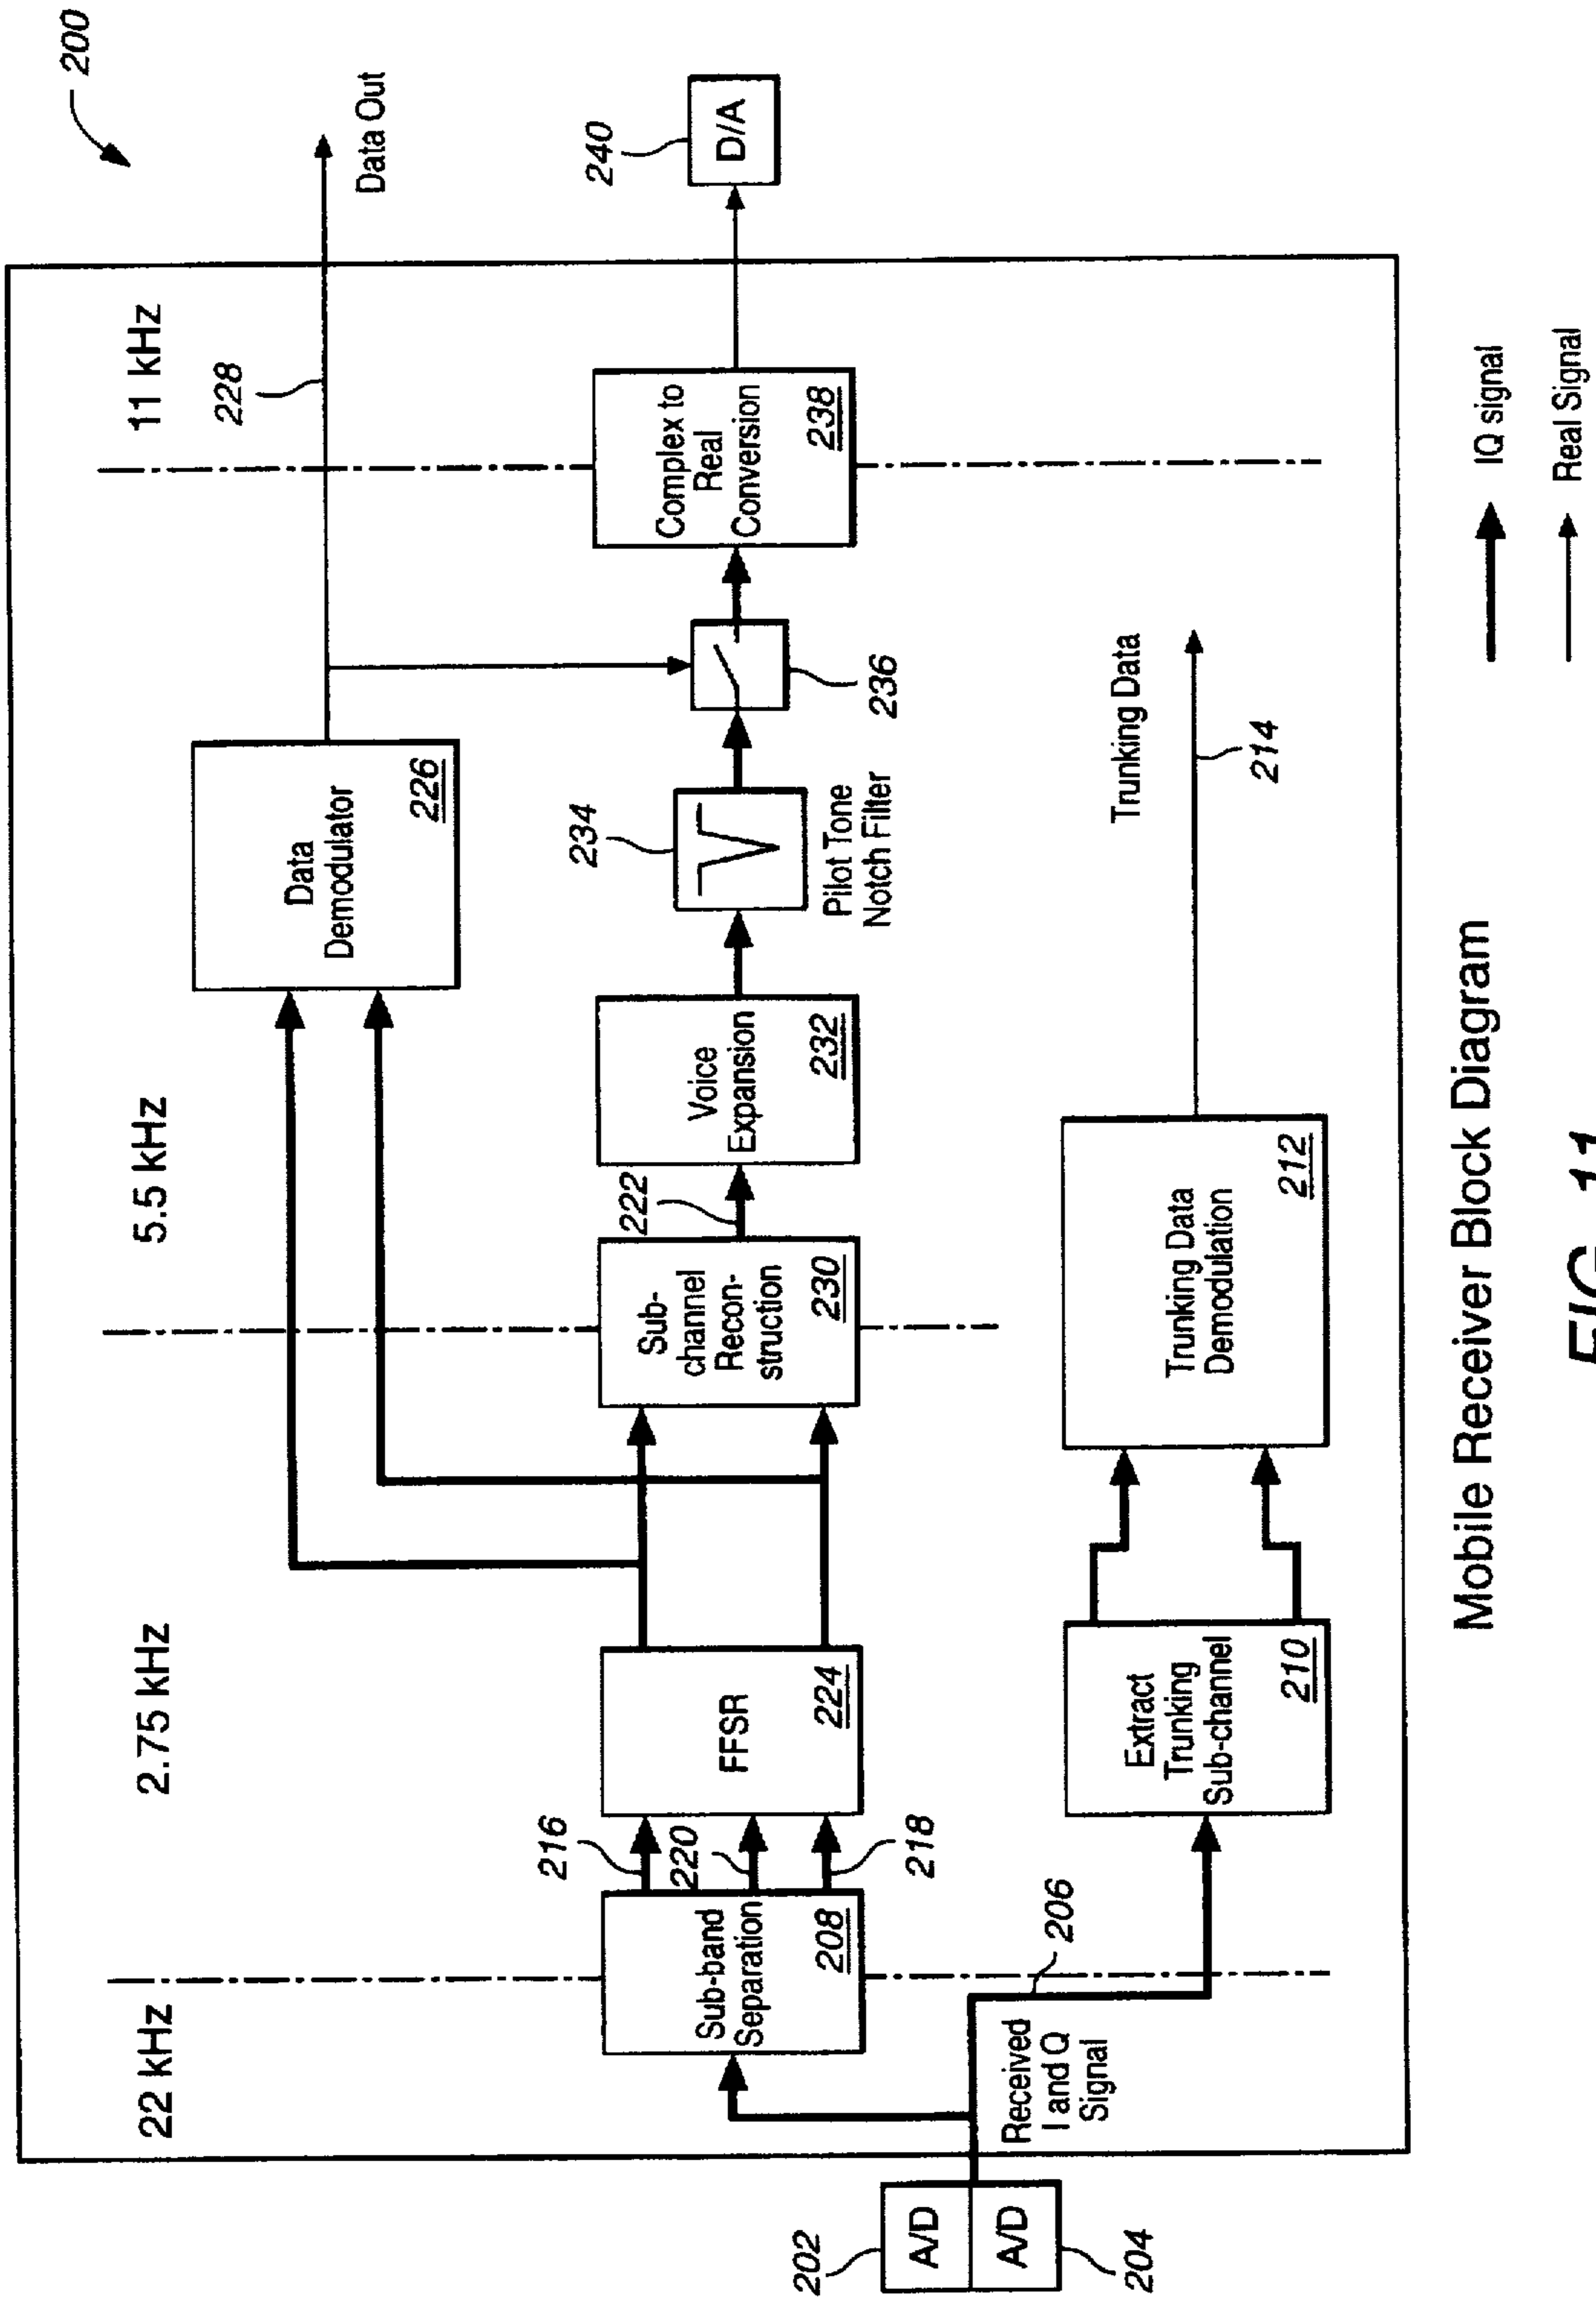 200
22 kHz
2.75 kHz
5.5 kHz
11 kHz
228
Data Out
Data
Demodulator
226
216
220
218
Sub-band
Separation
208
FFSR
224
Sub-
channel
Recon-
struction
230
222
Voice
Expansion
232
234
Pilot Tone
Notch Filter
236
Complex to
Real
Conversion
238
240
D/A
202
A/D
A/D
204
Received
I and Q
Signal
206
Extract
Trunking
Sub-channel
210
Trunking Data
Demodulation
212
Trunking Data
214
IQ signal
Real Signal
Mobile Receiver Block Diagram
FIG. 11